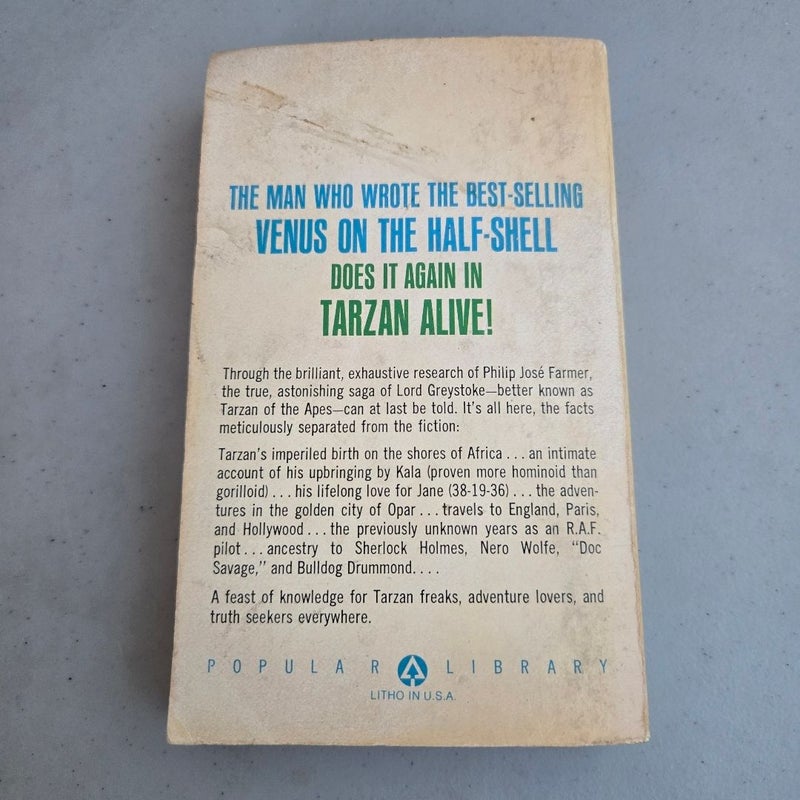 THE MAN WHO WROTE THE BEST-SELLING
VENUS ON THE HALF-SHELL
DOES IT AGAIN IN
TARZAN ALIVE!
Through the brilliant, exhaustive research of Philip José Farmer,
the true, astonishing saga of Lord Greystoke—better known as
Tarzan of the Apes—can at last be told. It's all here, the facts
meticulously separated from the fiction:
Tarzan's imperiled birth on the shores of Africa . . . an intimate
account of his upbringing by Kala (proven more hominoid than
gorilloid) . . . his lifelong love for Jane (38-19-36) . . . the adven-
tures in the golden city of Opar . . . travels to England, Paris,
and Hollywood . . . the previously unknown years as an R.A.F.
pilot . . . ancestry to Sherlock Holmes, Nero Wolfe, "Doc
Savage," and Bulldog Drummond. . . .
A feast of knowledge for Tarzan freaks, adventure lovers, and
truth seekers everywhere.
POPULAR LIBRARY
LITHO IN U.S.A.